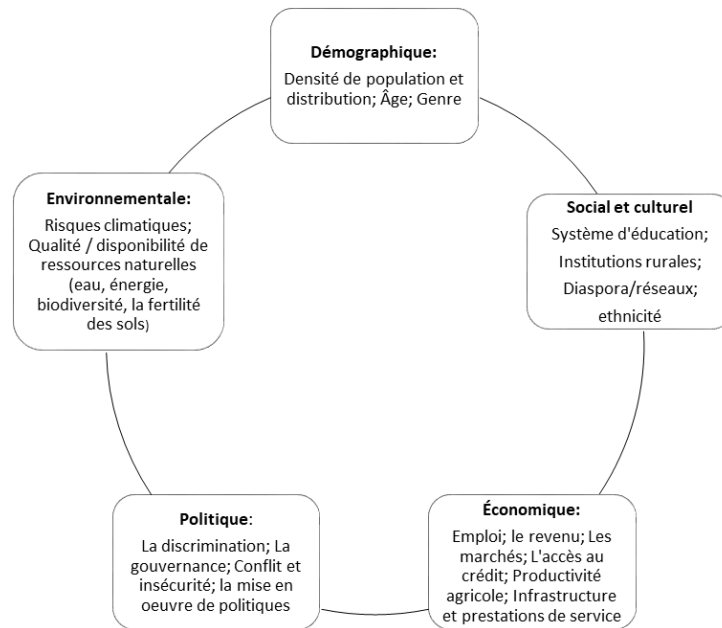 Démographique:
Densité de population et
distribution; Âge; Genre
Environnementale:
Risques climatiques;
Qualité / disponibilité de
ressources naturelles
(eau, énergie,
biodiversité, la fertilité
des sols)
Social et culturel
Système d'éducation;
Institutions rurales;
Diaspora/réseaux;
ethnicité
Politique:
La discrimination; La
gouvernance; Conflit et
insécurité; la mise en
oeuvre de politiques
Économique:
Emploi; le revenu; Les
marchés; L'accès au
crédit; Productivité
agricole; Infrastructure
et prestations de service